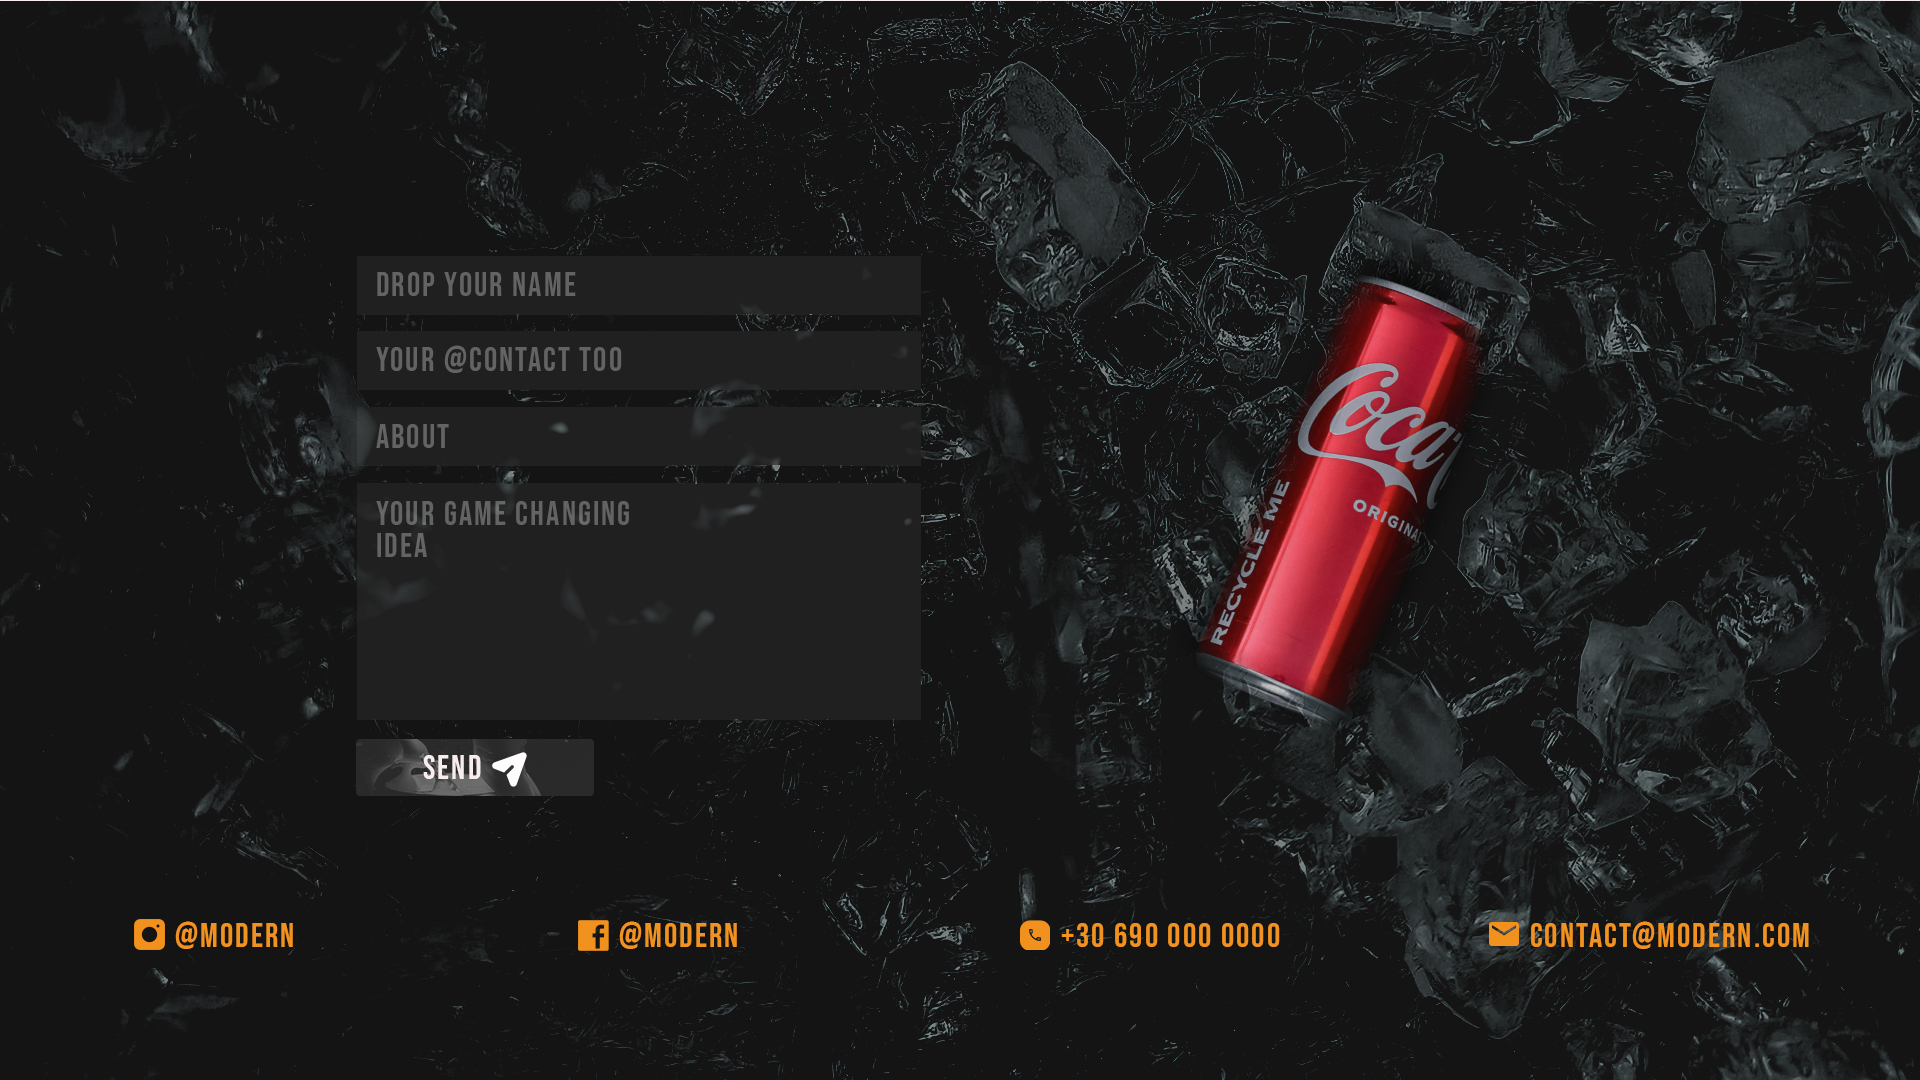 DROP YOUR NAME
YOUR @CONTACT TOO
ABOUT
YOUR GAME CHANGING
IDEA
SEND
Coca
ORIGINA
RECYCLE ME
@MODERN
@MODERN
+30 690 000 0000
CONTACT@MODERN.COM